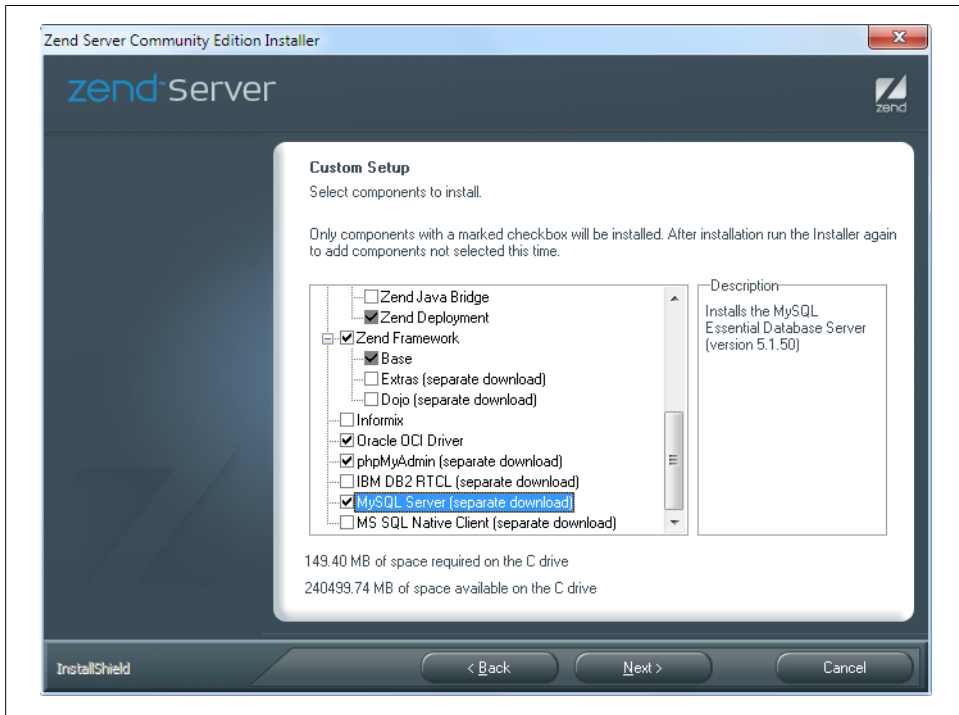 Zend Server Community Edition Installer
zend server
zend
Custom Setup
Select components to install.
Only components with a marked checkbox will be installed. After installation run the Installer again
to add components not selected this time.
Zend Java Bridge
Zend Deployment
Zend Framework
Base
Extras (separate download)
Dojo (separate download)
Informix
Oracle OCI Driver
phpMyAdmin (separate download)
IBM DB2 RTCL (separate download)
MySQL Server (separate download)
MS SQL Native Client (separate download)
Description
Installs the MySQL
Essential Database Server
(version 5.1.50)
149.40 MB of space required on the C drive
240499.74 MB of space available on the C drive
InstallShield
< Back
Next >
Cancel